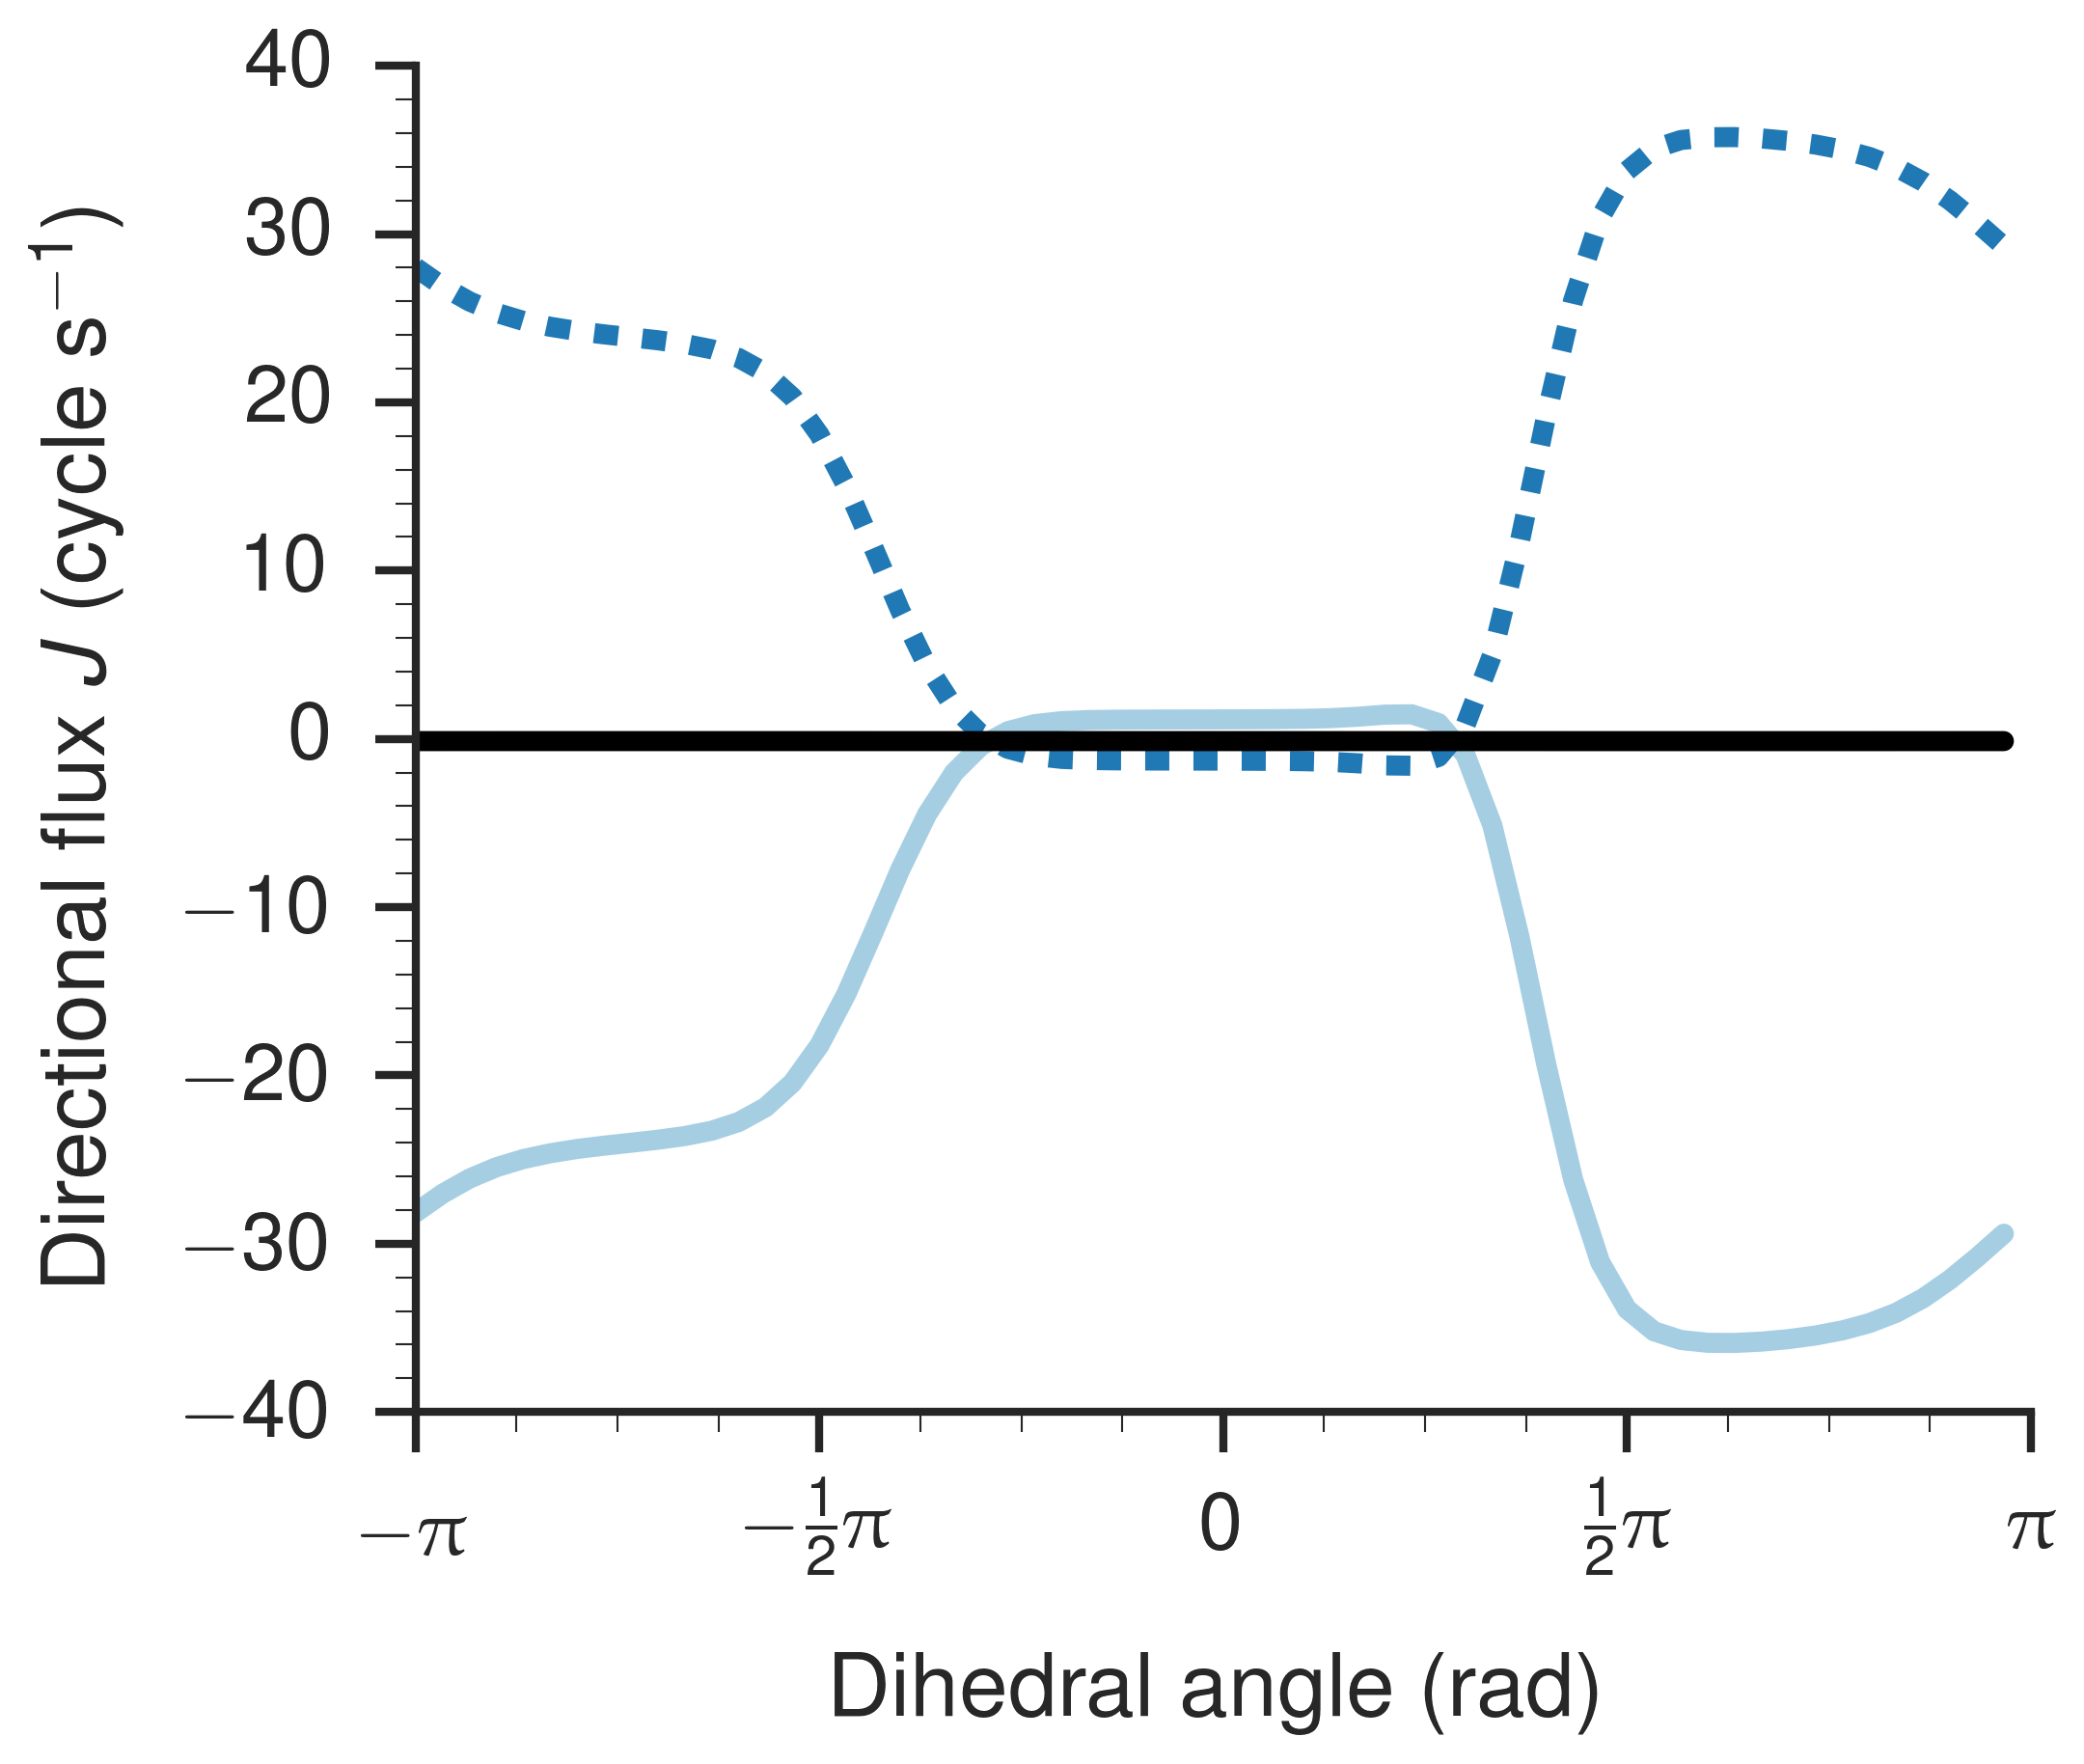 Directional flux J (cycle s⁻¹)
40
30
20
10
0
−10
−20
−30
−40
−π
−½π
0
½π
π
Dihedral angle (rad)